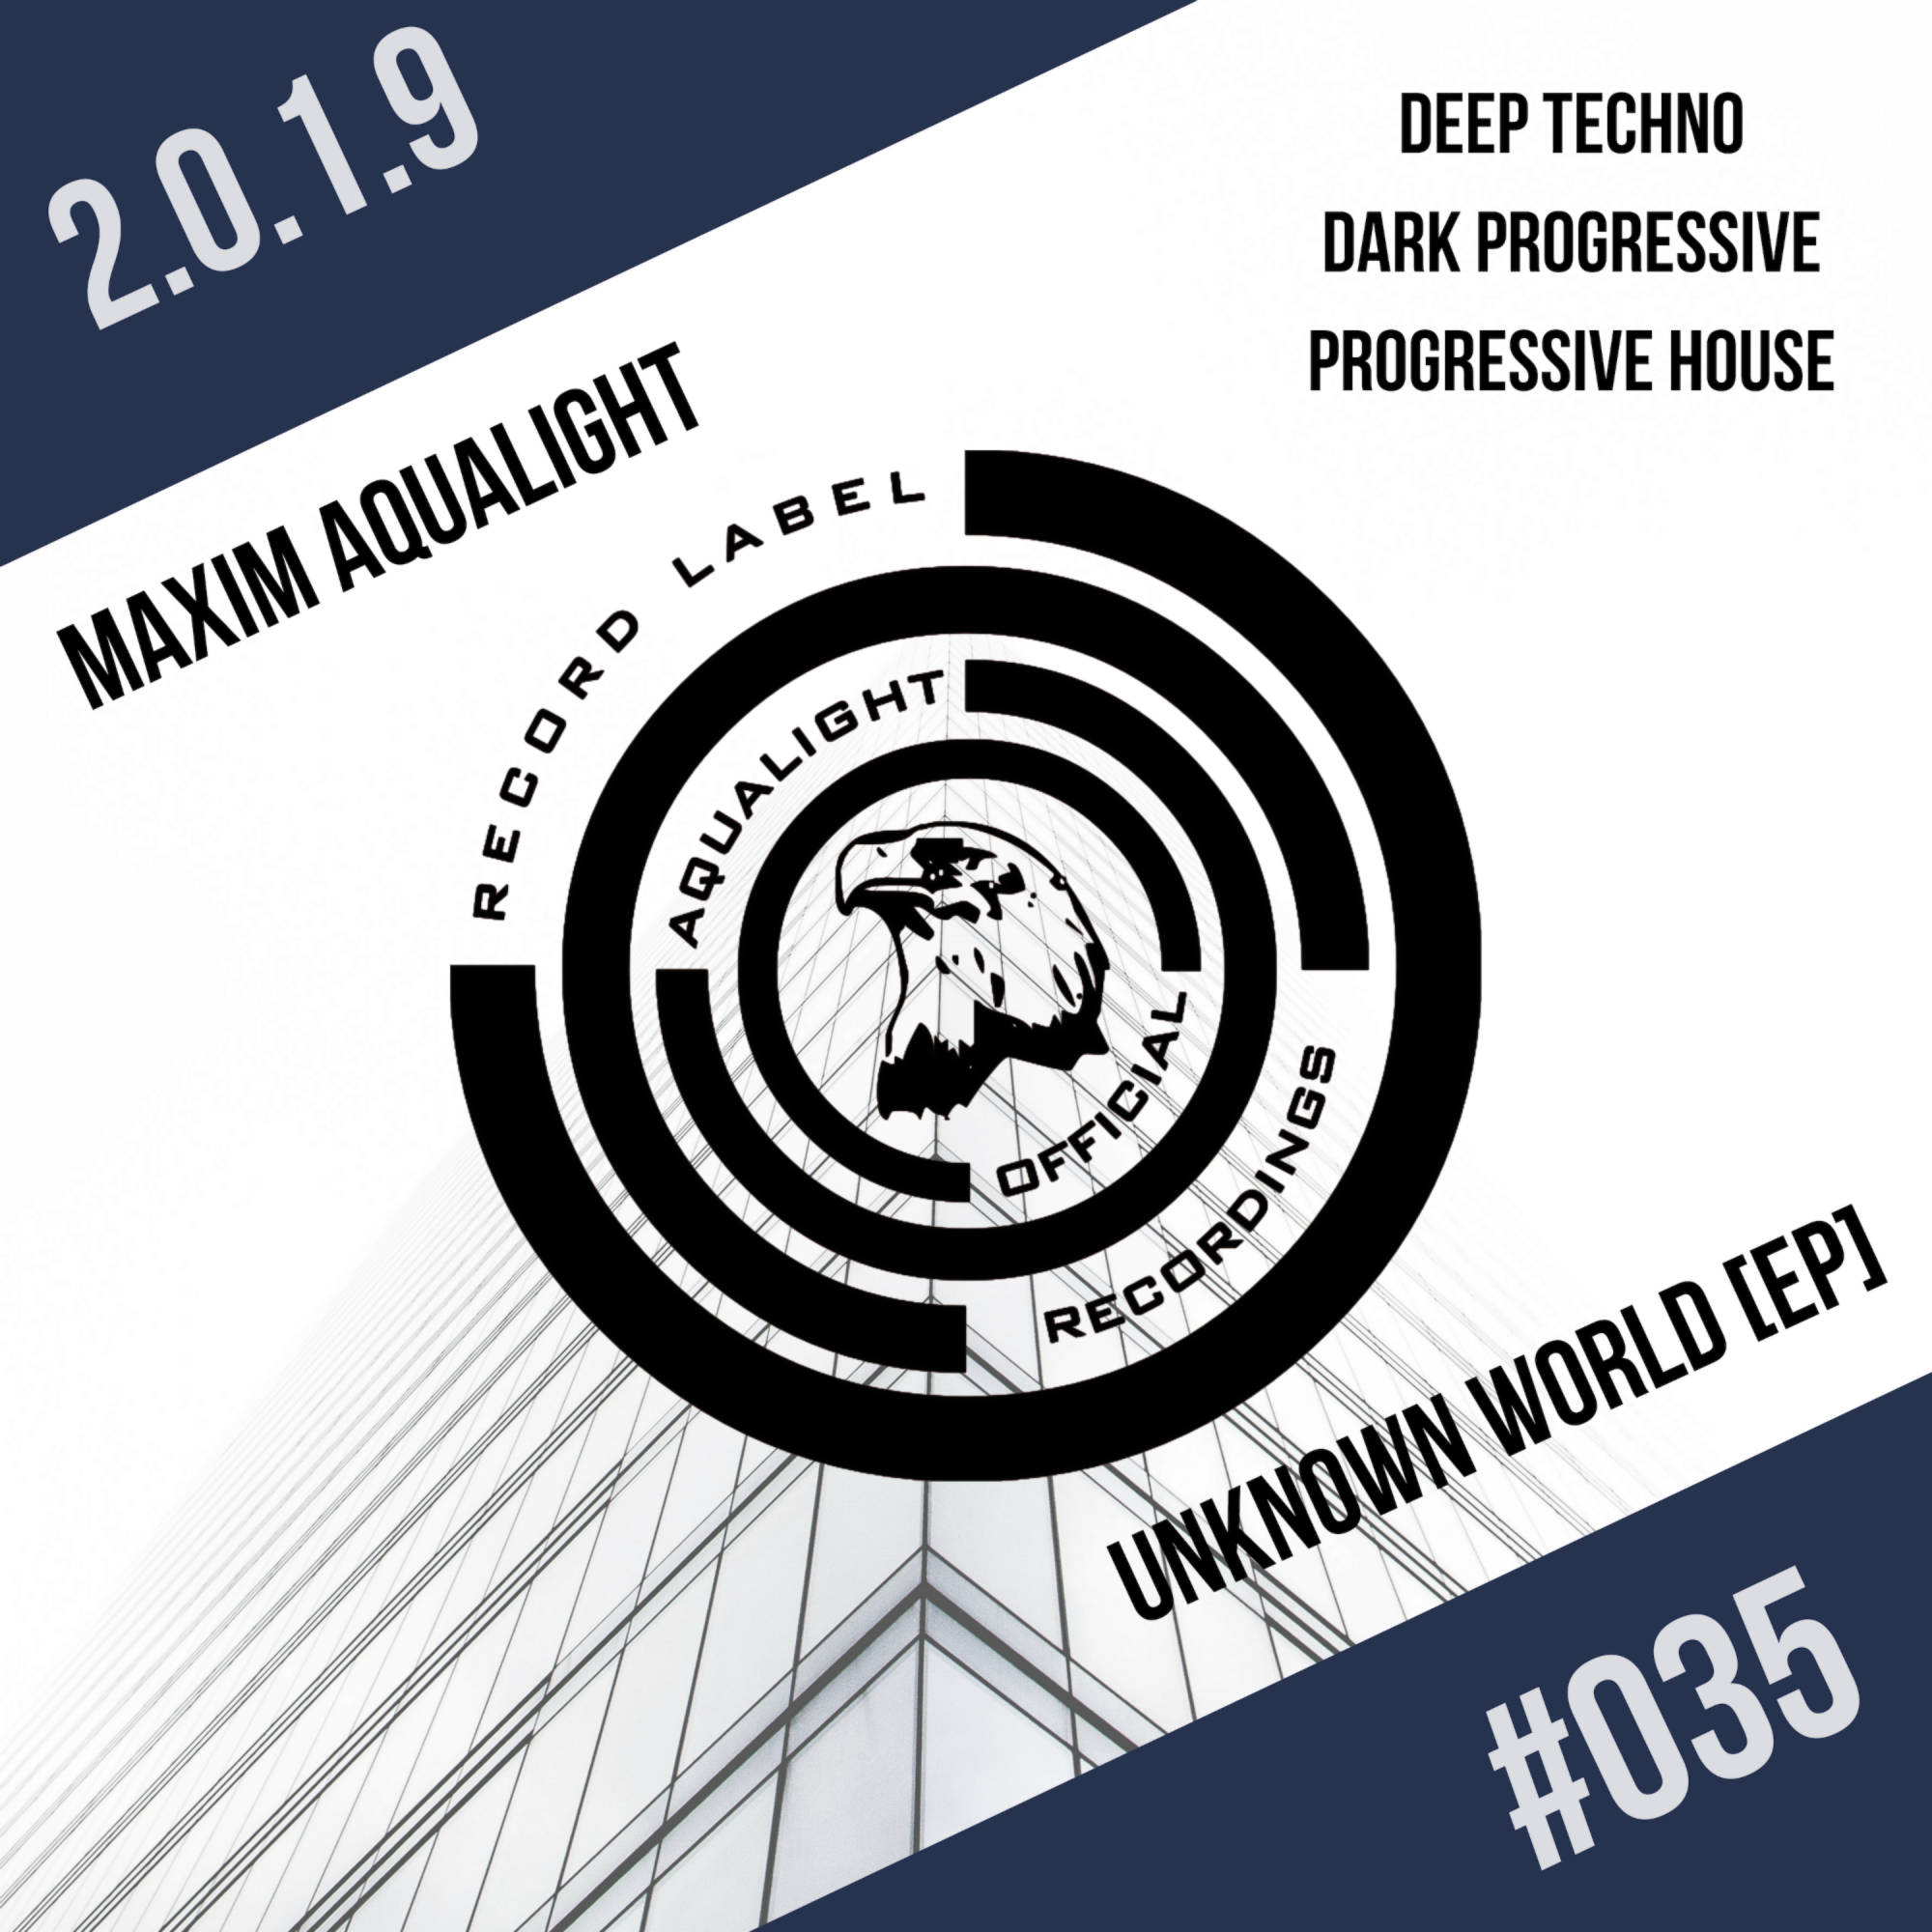 2.0.1.9
DEEP TECHNO
DARK PROGRESSIVE
PROGRESSIVE HOUSE
MAXIM AQUALIGHT
RECORD LABEL
AQUALIGHT
OFFICIAL
RECORDINGS
UNKNOWN WORLD [EP]
#035